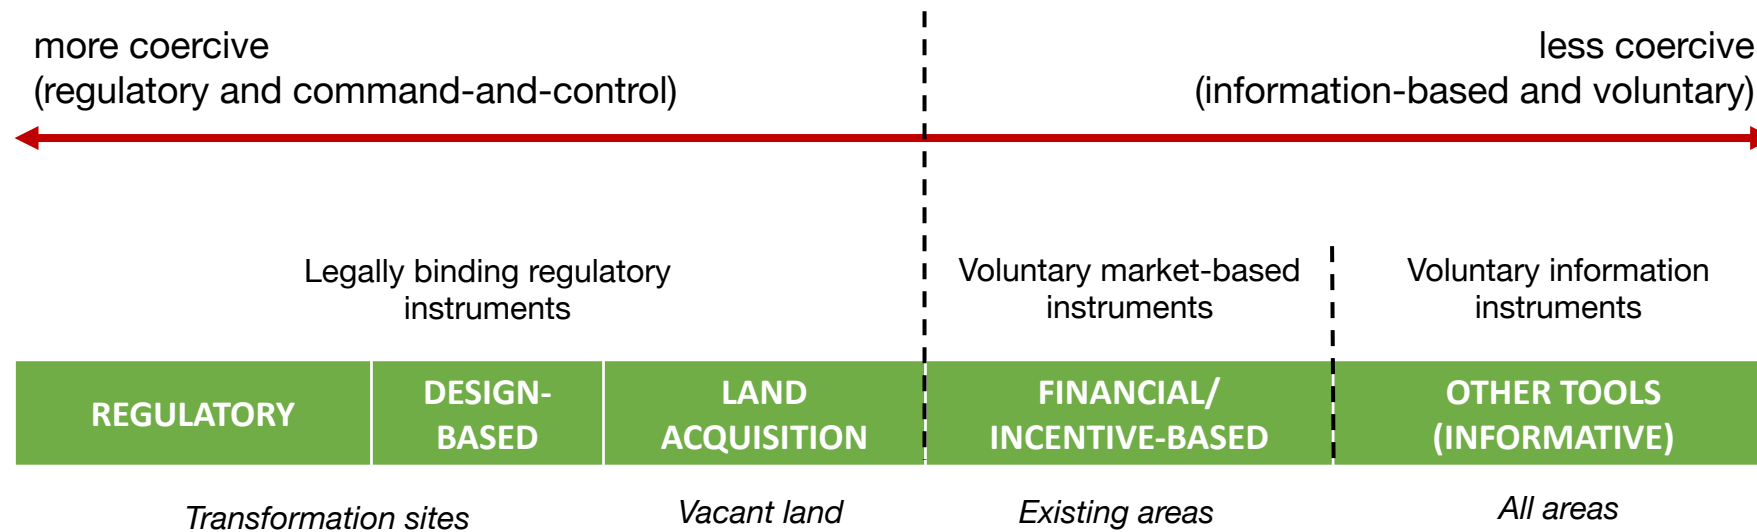 more coercive
(regulatory and command-and-control)
less coercive
(information-based and voluntary)
Legally binding regulatory
instruments
Voluntary market-based
instruments
Voluntary information
instruments
REGULATORY
DESIGN-
BASED
LAND
ACQUISITION
FINANCIAL/
INCENTIVE-BASED
OTHER TOOLS
(INFORMATIVE)
Transformation sites
Vacant land
Existing areas
All areas